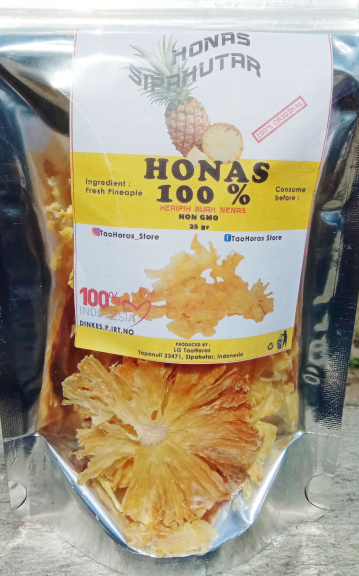 HONAS
SIPAHUTAR
100% ORIGINAL
HONAS
100 %
KERIPIK BUAH NENAS
NON GMO
25 gr
Ingredient :
Fresh Pineapple
Consume
before :
TaoHoras_Store
TaoHoras Store
100%
INDONESIA
DINKES.P.IRT.NO
PRODUCED BY :
LG TaoHoras
Tapanuli 22471, Sipahutar, Indonesia